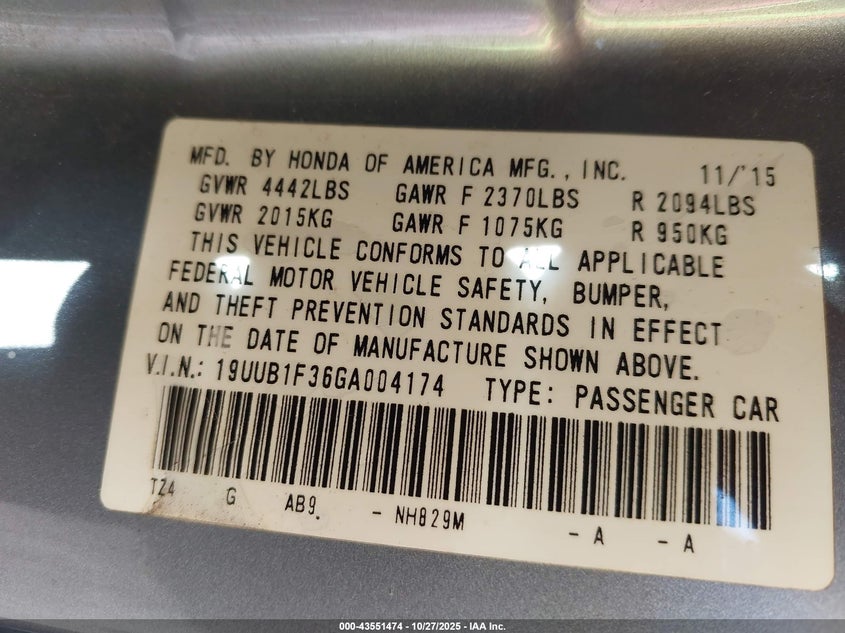 MFD. BY HONDA OF AMERICA MFG., INC. 11/'15
GVWR 4442LBS GAWR F 2370LBS R 2094LBS
GVWR 2015KG GAWR F 1075KG R 950KG
THIS VEHICLE CONFORMS TO ALL APPLICABLE
FEDERAL MOTOR VEHICLE SAFETY, BUMPER,
AND THEFT PREVENTION STANDARDS IN EFFECT
ON THE DATE OF MANUFACTURE SHOWN ABOVE.
V.I.N.: 19UUB1F36GA004174 TYPE: PASSENGER CAR
TZ4 G AB9. - NH829M - A - A
000-43551474 | 10/27/2025 - IAA Inc.